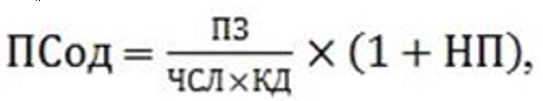 ПСод = ПЗ / ЧСЛ×КД × (1 + НП),